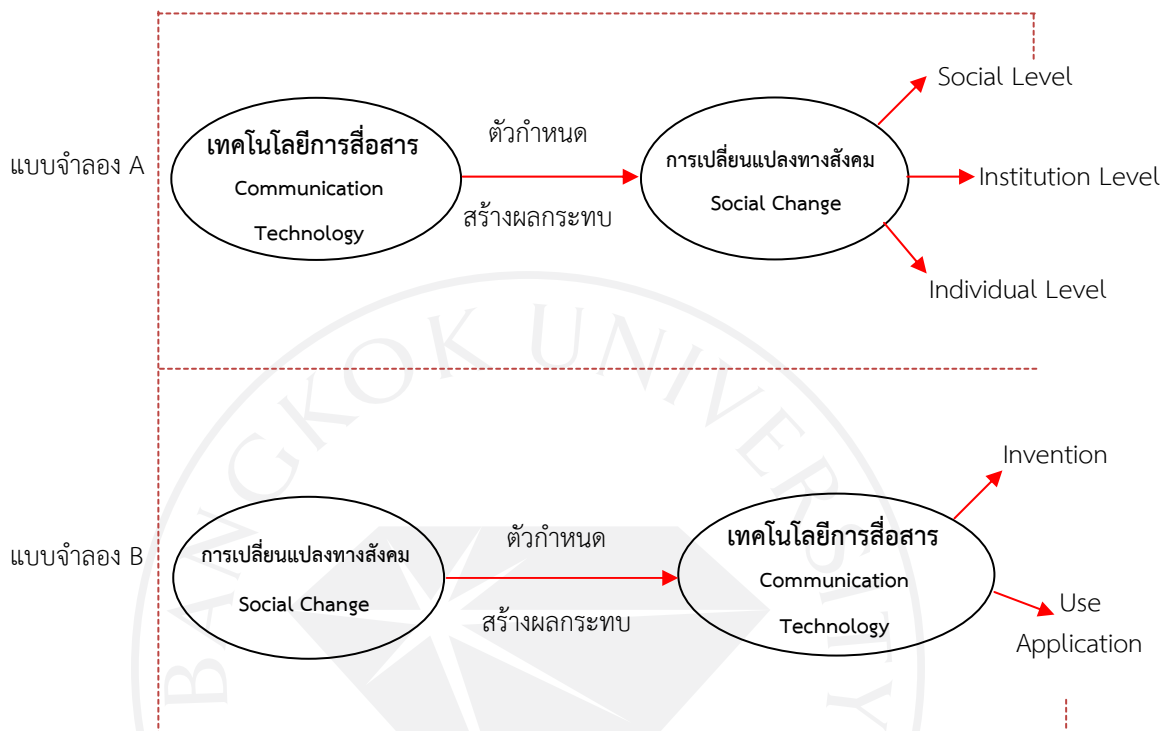 Social Level
ตัวกำหนด
เทคโนโลยีการสื่อสาร
Communication
Technology
การเปลี่ยนแปลงทางสังคม
Social Change
แบบจำลอง A
Institution Level
สร้างผลกระทบ
Individual Level
BANGKOK UNIVERSITY
Invention
ตัวกำหนด
เทคโนโลยีการสื่อสาร
Communication
Technology
แบบจำลอง B
การเปลี่ยนแปลงทางสังคม
Social Change
สร้างผลกระทบ
Use
Application